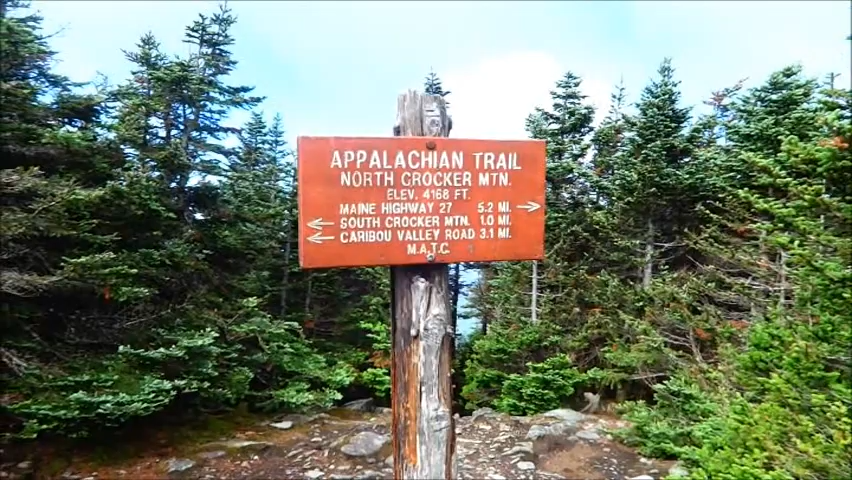 APPALACHIAN TRAIL
NORTH CROCKER MTN.
ELEV. 4168 FT.
MAINE HIGHWAY 27 5.2 MI. →
← SOUTH CROCKER MTN. 1.0 MI.
← CARIBOU VALLEY ROAD 3.1 MI.
M.A.T.C.